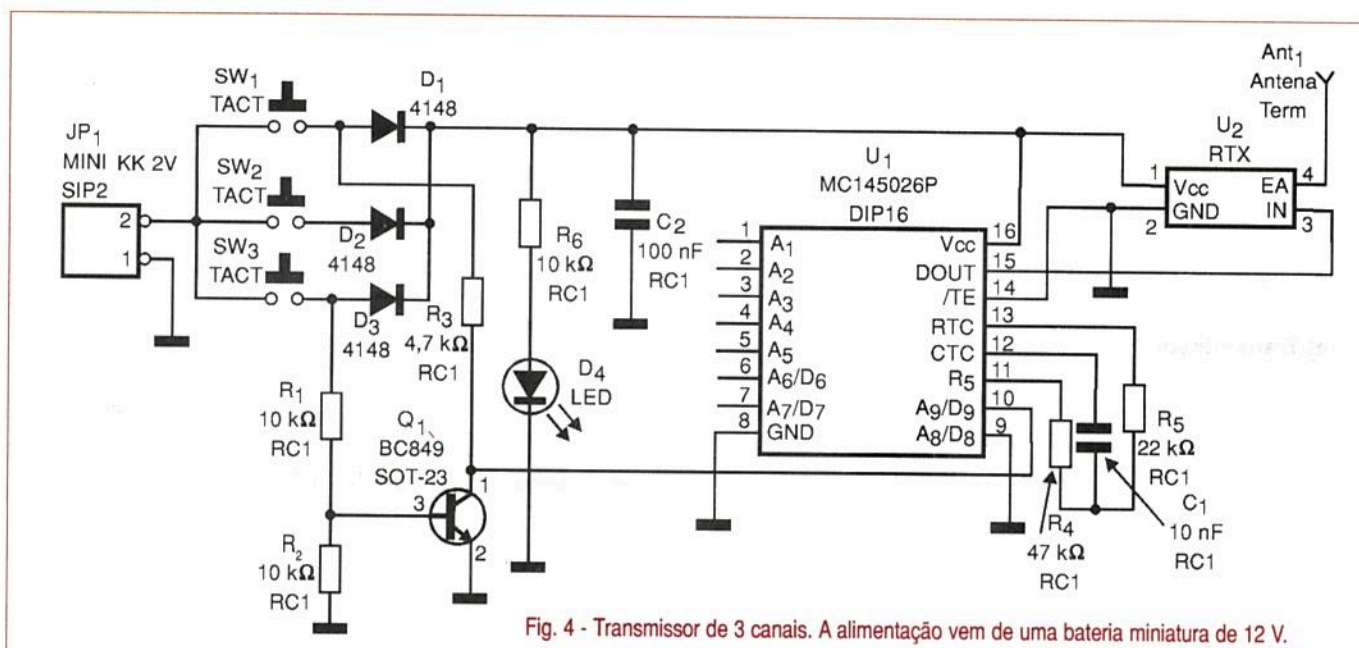 SW1
TACT
D1
4148
JP1
MINI KK 2V
SIP2
2
1
SW2
TACT
D2
4148
SW3
TACT
D3
4148
R3
4,7 kΩ
RC1
R6
10 kΩ
RC1
C2
100 nF
RC1
D4
LED
R1
10 kΩ
RC1
R2
10 kΩ
RC1
Q1
BC849
SOT-23
1
3
2
U1
MC145026P
DIP16
1 A1
2 A2
3 A3
4 A4
5 A5
6 A6/D6
7 A7/D7
8 GND
Vcc 16
DOUT 15
/TE 14
RTC 13
CTC 12
R5 11
A9/D9 10
A8/D8 9
Ant1
Antena
Term
U2
RTX
1 Vcc
2 GND
EA 4
IN 3
R5
22 kΩ
RC1
C1
10 nF
RC1
R4
47 kΩ
RC1
Fig. 4 - Transmissor de 3 canais. A alimentação vem de uma bateria miniatura de 12 V.